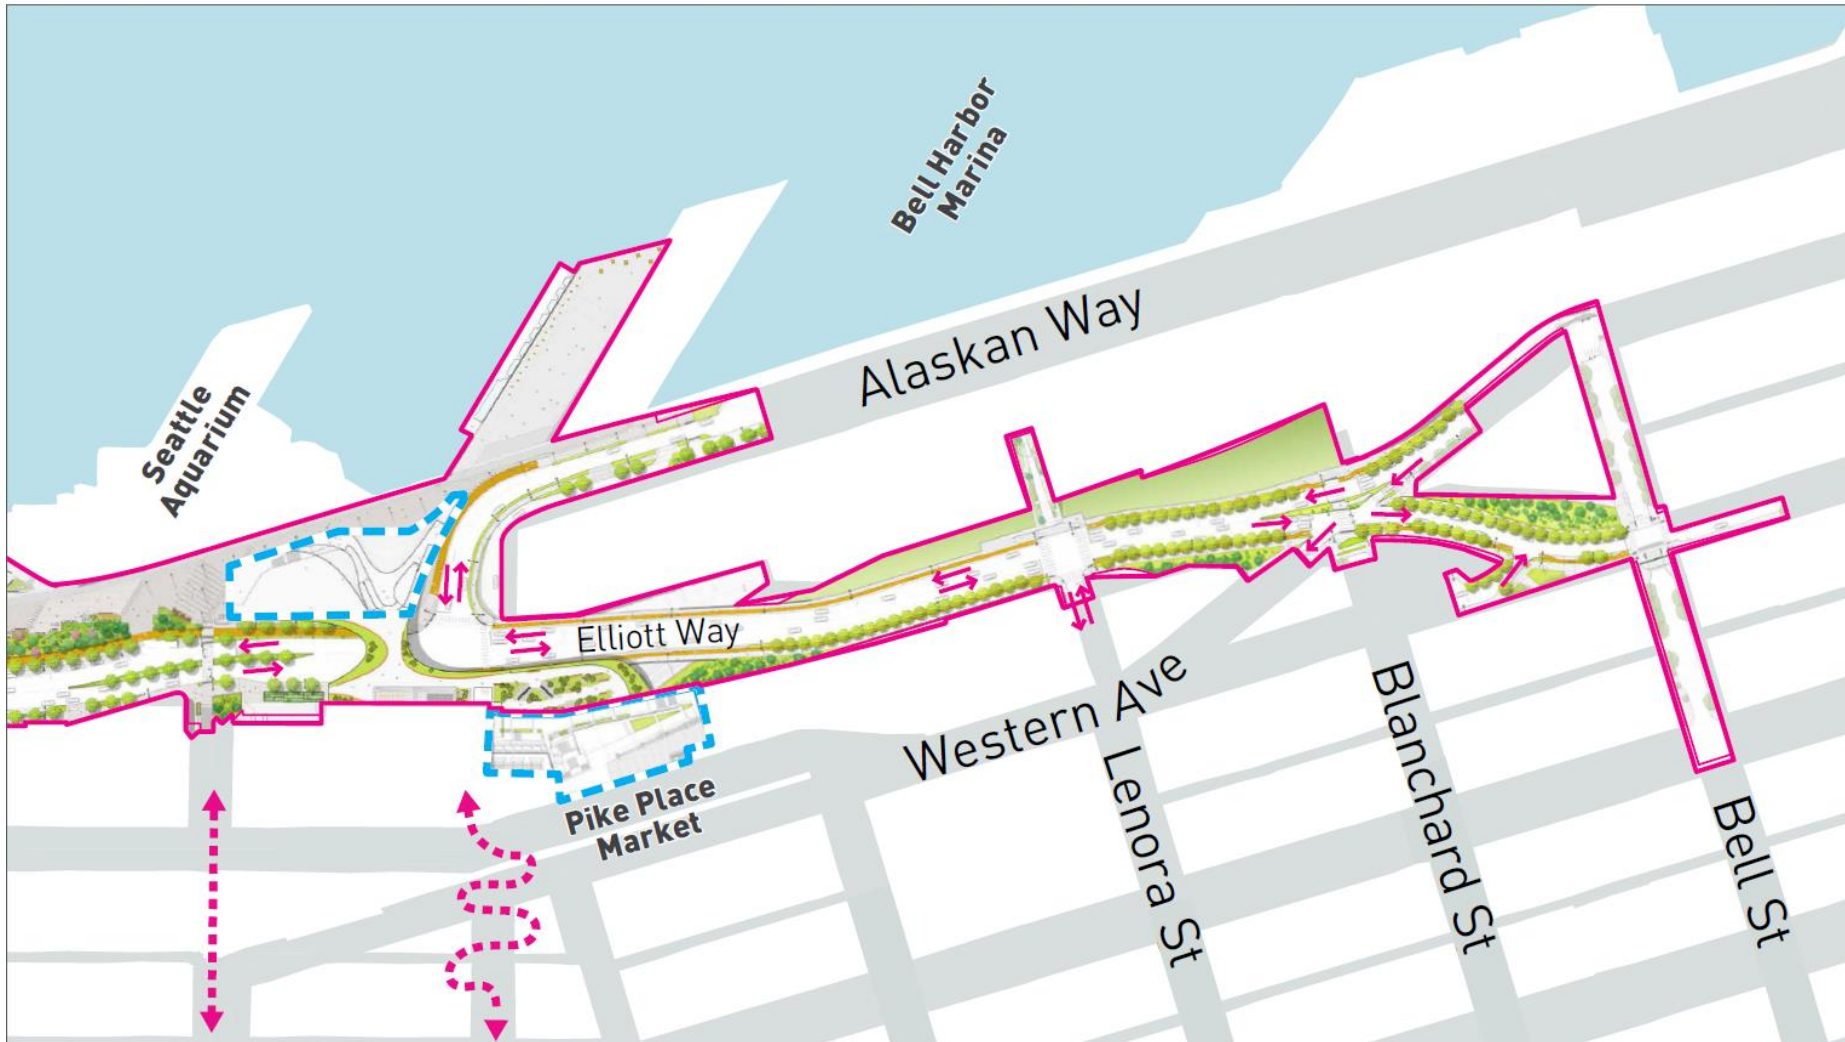 Bell Harbor
Marina
Alaskan Way
Seattle
Aquarium
Elliott Way
Western Ave
Pike Place
Market
Lenora St
Blanchard St
Bell St